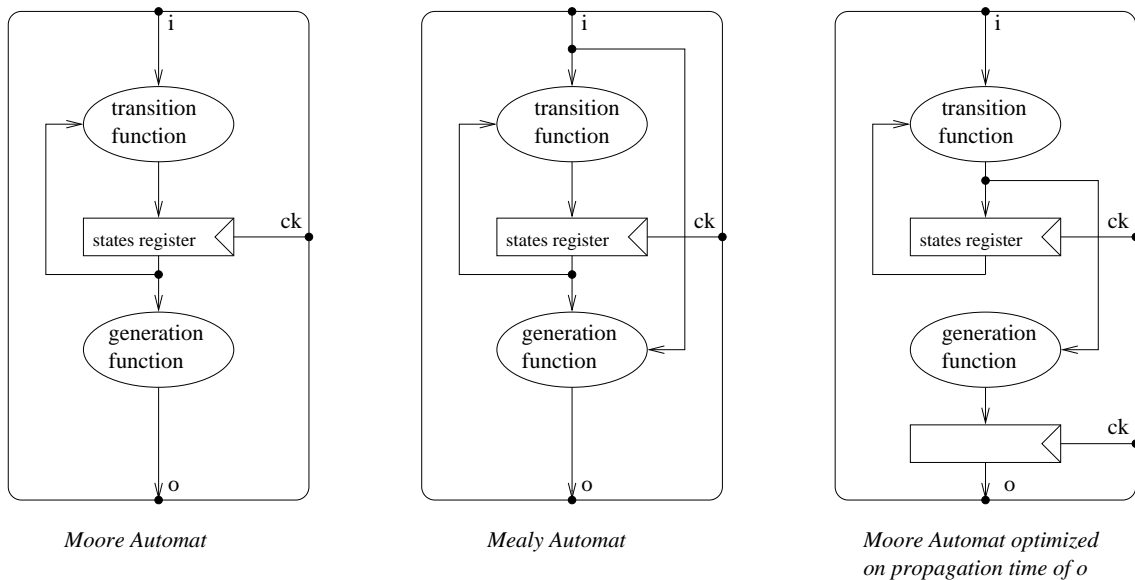 i
transition
function
ck
states register
generation
function
o
Moore Automat
i
transition
function
ck
states register
generation
function
o
Mealy Automat
i
transition
function
ck
states register
generation
function
ck
o
Moore Automat optimized
on propagation time of o